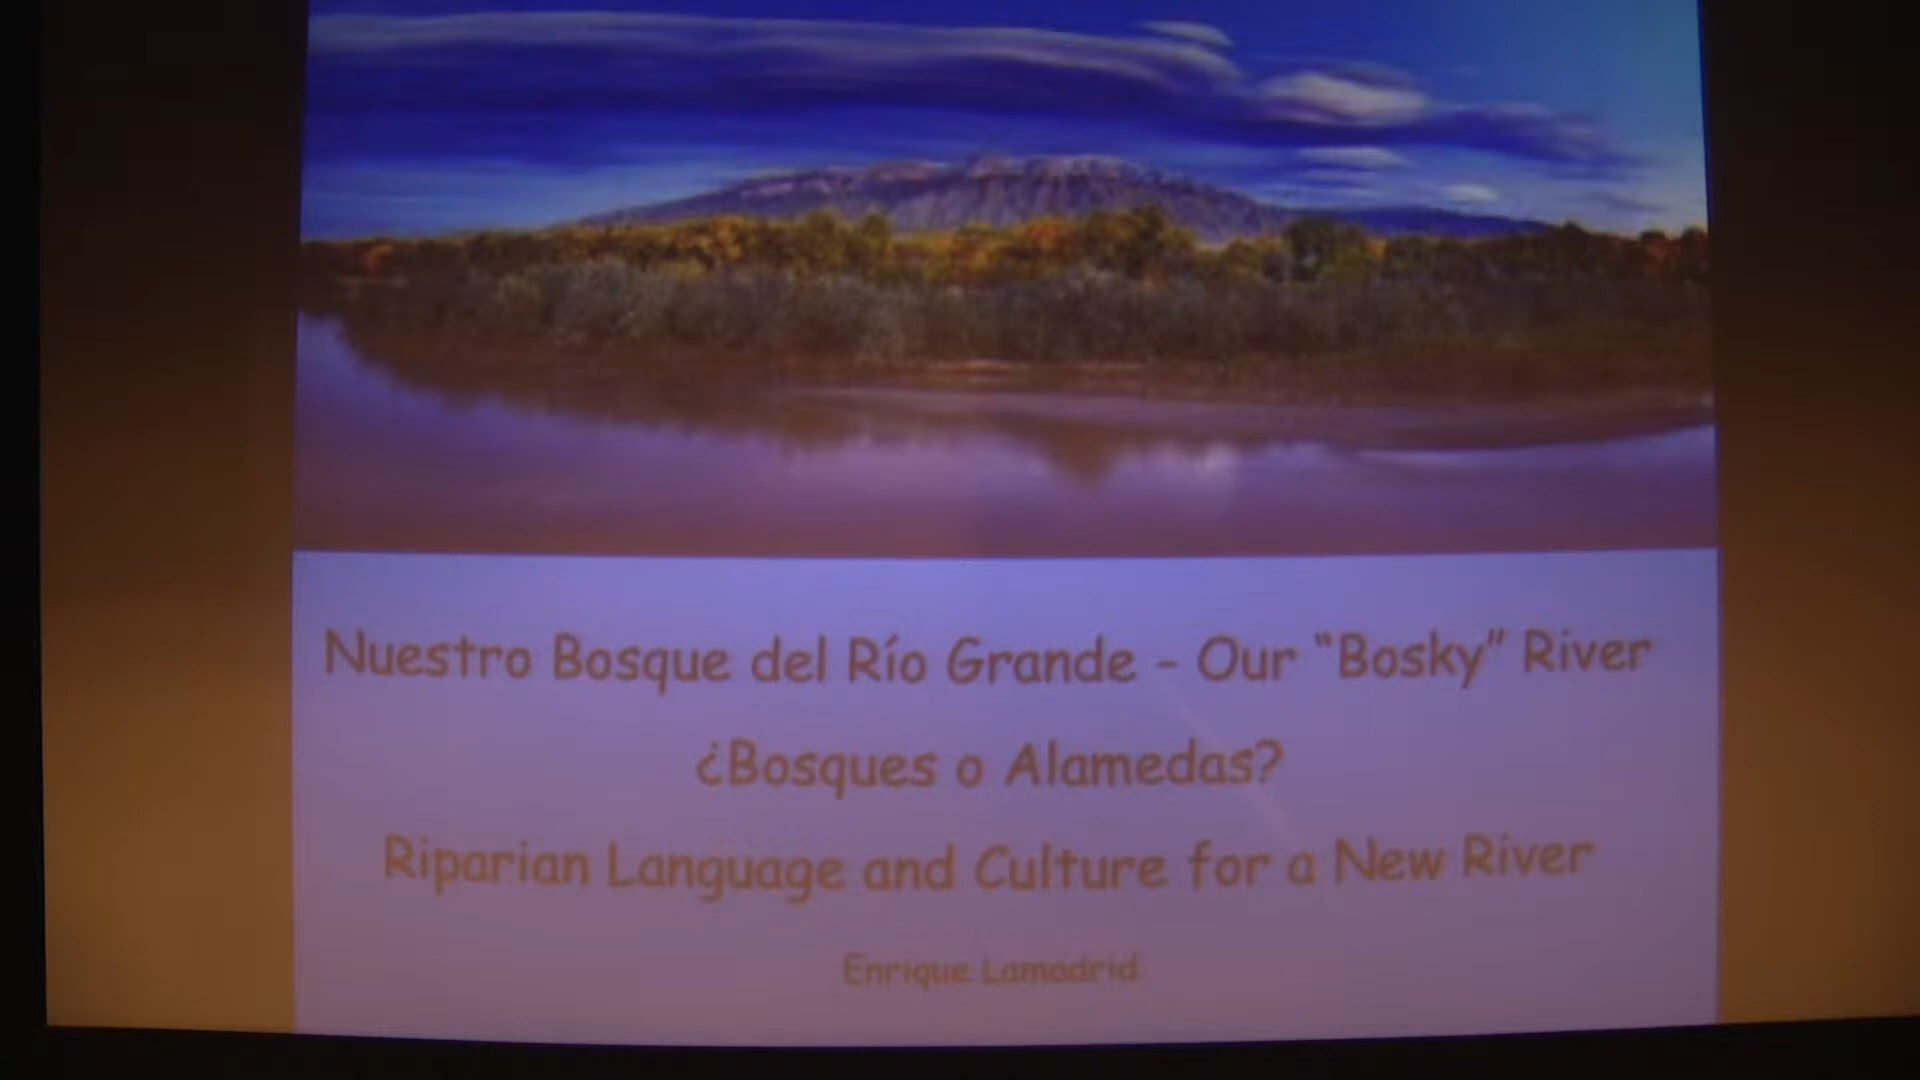 Nuestro Bosque del Río Grande - Our “Bosky” River
¿Bosques o Alamedas?
Riparian Language and Culture for a New River
Enrique Lamadrid